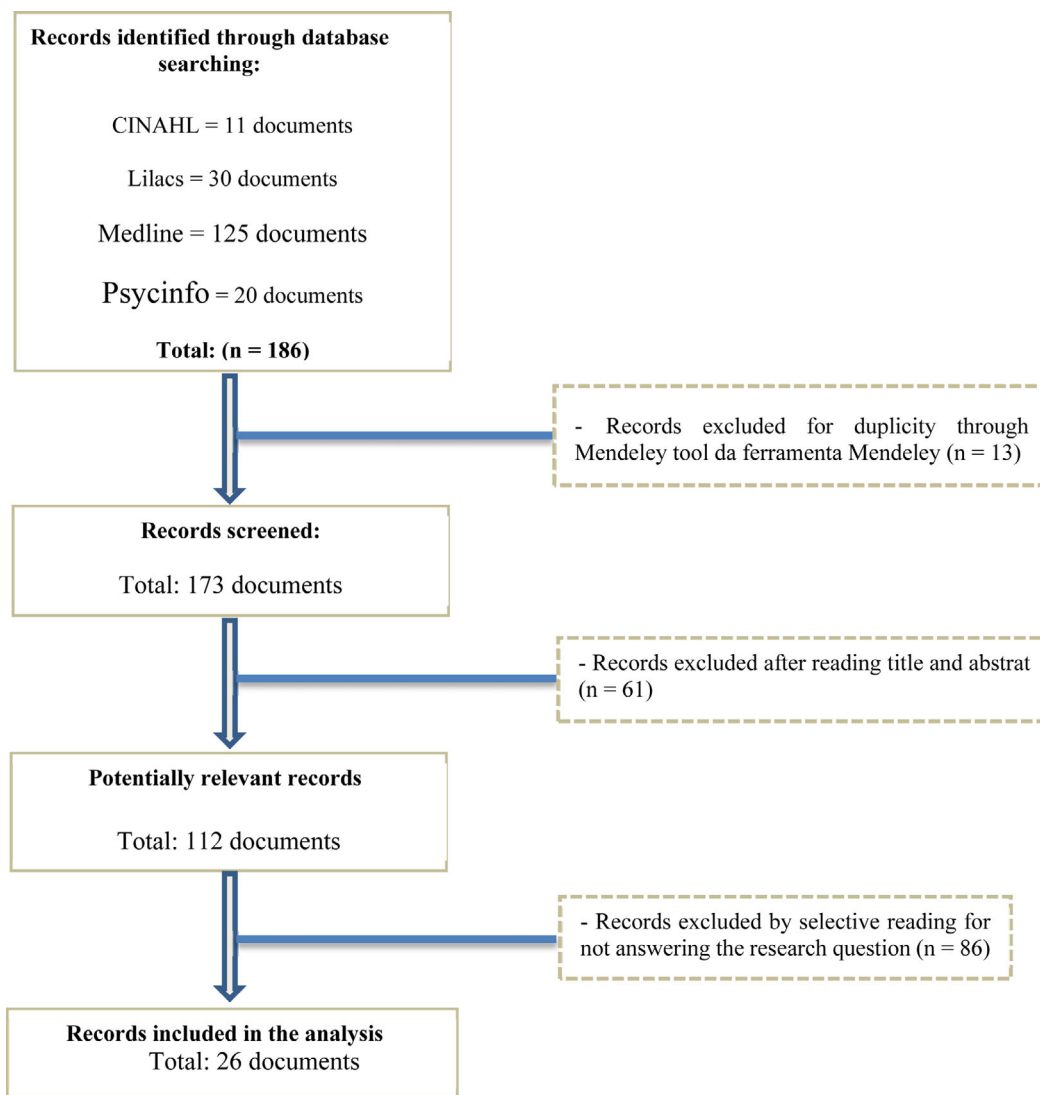 Records identified through database
searching:
CINAHL = 11 documents
Lilacs = 30 documents
Medline = 125 documents
Psycinfo = 20 documents
Total: (n = 186)
- Records excluded for duplicity through
Mendeley tool da ferramenta Mendeley (n = 13)
Records screened:
Total: 173 documents
- Records excluded after reading title and abstrat
(n = 61)
Potentially relevant records
Total: 112 documents
- Records excluded by selective reading for
not answering the research question (n = 86)
Records included in the analysis
Total: 26 documents